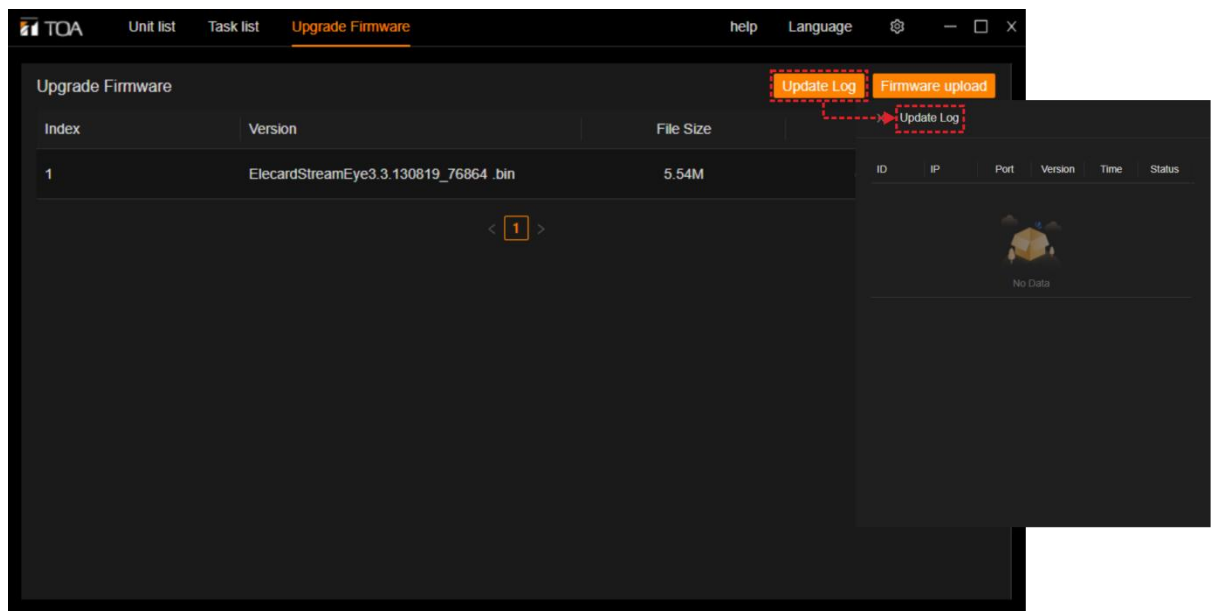 TOA Unit list Task list Upgrade Firmware help Language
Upgrade Firmware Update Log Firmware upload
Index Version File Size
1 ElecardStreamEye3.3.130819_76864 .bin 5.54M
< 1 >
X Update Log
ID IP Port Version Time Status
No Data